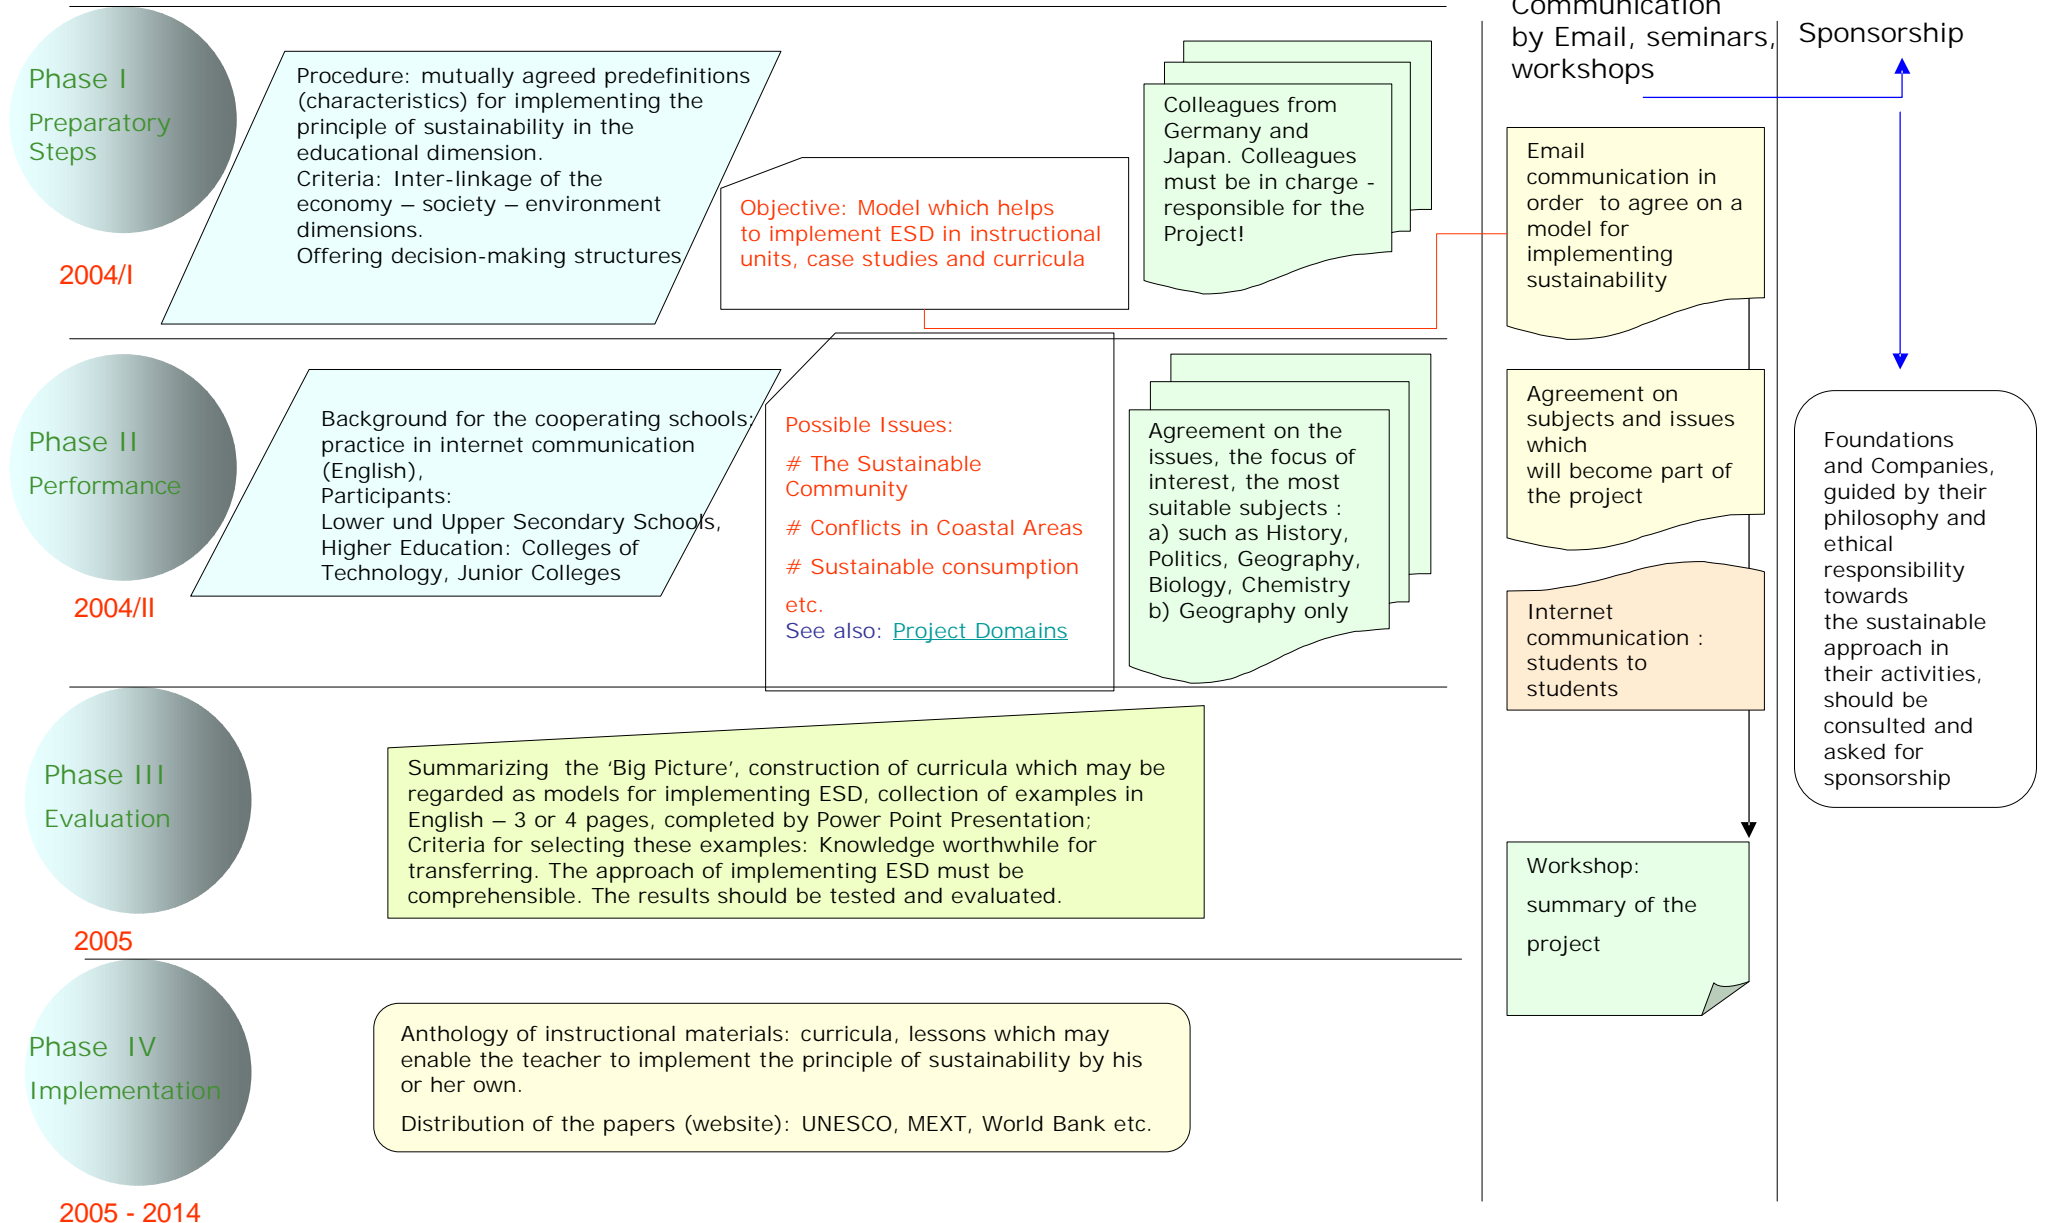 Communication
by Email, seminars,
workshops
Sponsorship
Phase I
Preparatory
Steps
2004/I
Procedure: mutually agreed predefinitions
(characteristics) for implementing the
principle of sustainability in the
educational dimension.
Criteria: Inter-linkage of the
economy – society – environment
dimensions.
Offering decision-making structures
Objective: Model which helps
to implement ESD in instructional
units, case studies and curricula
Colleagues from
Germany and
Japan. Colleagues
must be in charge -
responsible for the
Project!
Email
communication in
order to agree on a
model for
implementing
sustainability
Phase II
Performance
2004/II
Background for the cooperating schools:
practice in internet communication
(English),
Participants:
Lower und Upper Secondary Schools,
Higher Education: Colleges of
Technology, Junior Colleges
Possible Issues:
# The Sustainable
Community
# Conflicts in Coastal Areas
# Sustainable consumption
etc.
See also: Project Domains
Agreement on the
issues, the focus of
interest, the most
suitable subjects :
a) such as History,
Politics, Geography,
Biology, Chemistry
b) Geography only
Agreement on
subjects and issues
which
will become part of
the project
Internet
communication :
students to
students
Foundations
and Companies,
guided by their
philosophy and
ethical
responsibility
towards
the sustainable
approach in
their activities,
should be
consulted and
asked for
sponsorship
Phase III
Evaluation
2005
Summarizing the ‘Big Picture’, construction of curricula which may be
regarded as models for implementing ESD, collection of examples in
English – 3 or 4 pages, completed by Power Point Presentation;
Criteria for selecting these examples: Knowledge worthwhile for
transferring. The approach of implementing ESD must be
comprehensible. The results should be tested and evaluated.
Workshop:
summary of the
project
Phase IV
Implementation
2005 - 2014
Anthology of instructional materials: curricula, lessons which may
enable the teacher to implement the principle of sustainability by his
or her own.
Distribution of the papers (website): UNESCO, MEXT, World Bank etc.